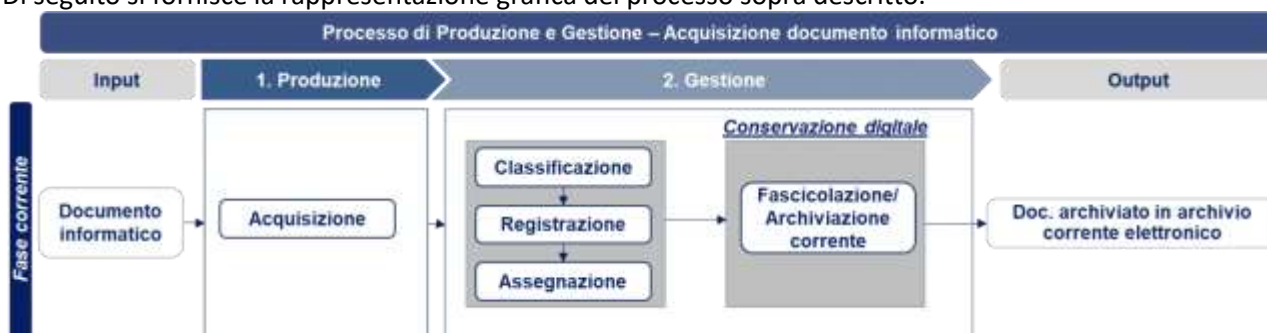 Di seguito si fornisce la rappresentazione grafica del processo sopra descritto:
Processo di Produzione e Gestione – Acquisizione documento informatico
Input
1. Produzione
2. Gestione
Output
Fase corrente
Documento
informatico
Acquisizione
Classificazione
Registrazione
Assegnazione
Conservazione digitale
Fascicolazione/
Archiviazione
corrente
Doc. archiviato in archivio
corrente elettronico